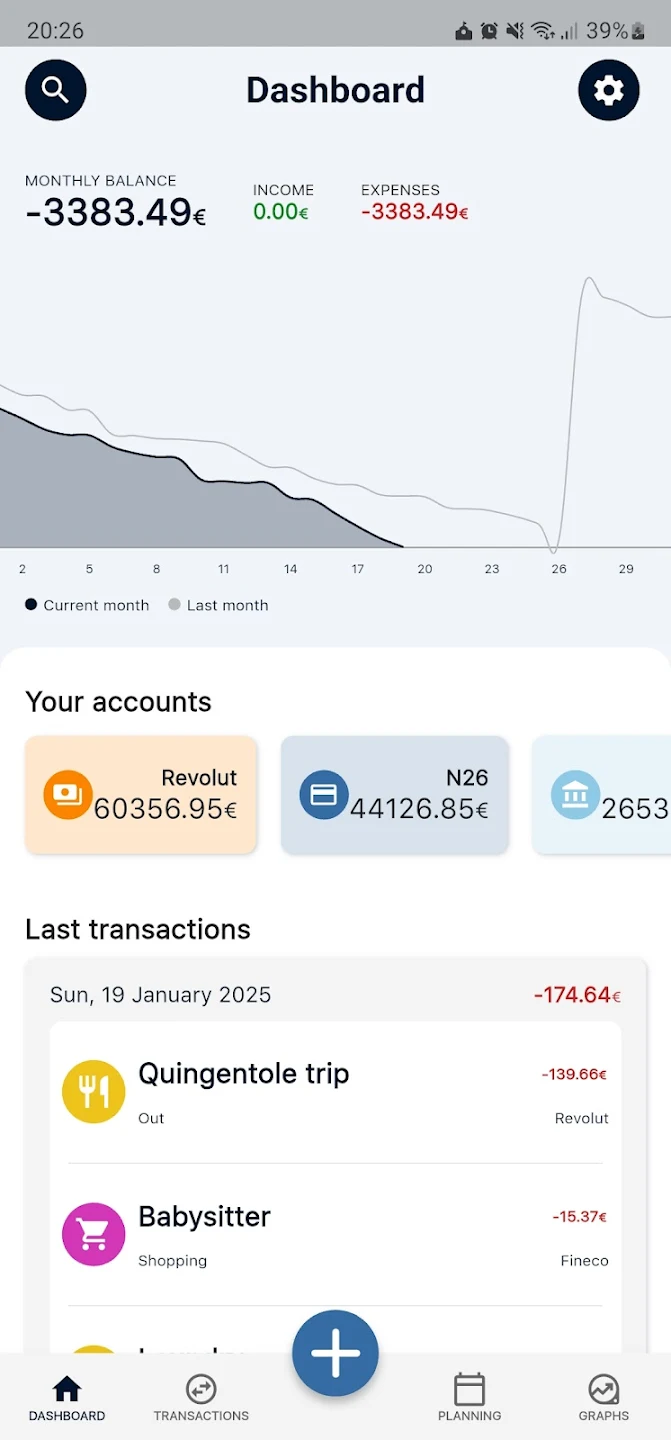 20:26 39%
Dashboard
MONTHLY BALANCE
-3383.49€
INCOME
0.00€
EXPENSES
-3383.49€
2 5 8 11 14 17 20 23 26 29
Current month Last month
Your accounts
Revolut
60356.95€
N26
44126.85€
2653
Last transactions
Sun, 19 January 2025 -174.64€
Quingentole trip -139.66€
Out Revolut
Babysitter -15.37€
Shopping Fineco
DASHBOARD TRANSACTIONS PLANNING GRAPHS